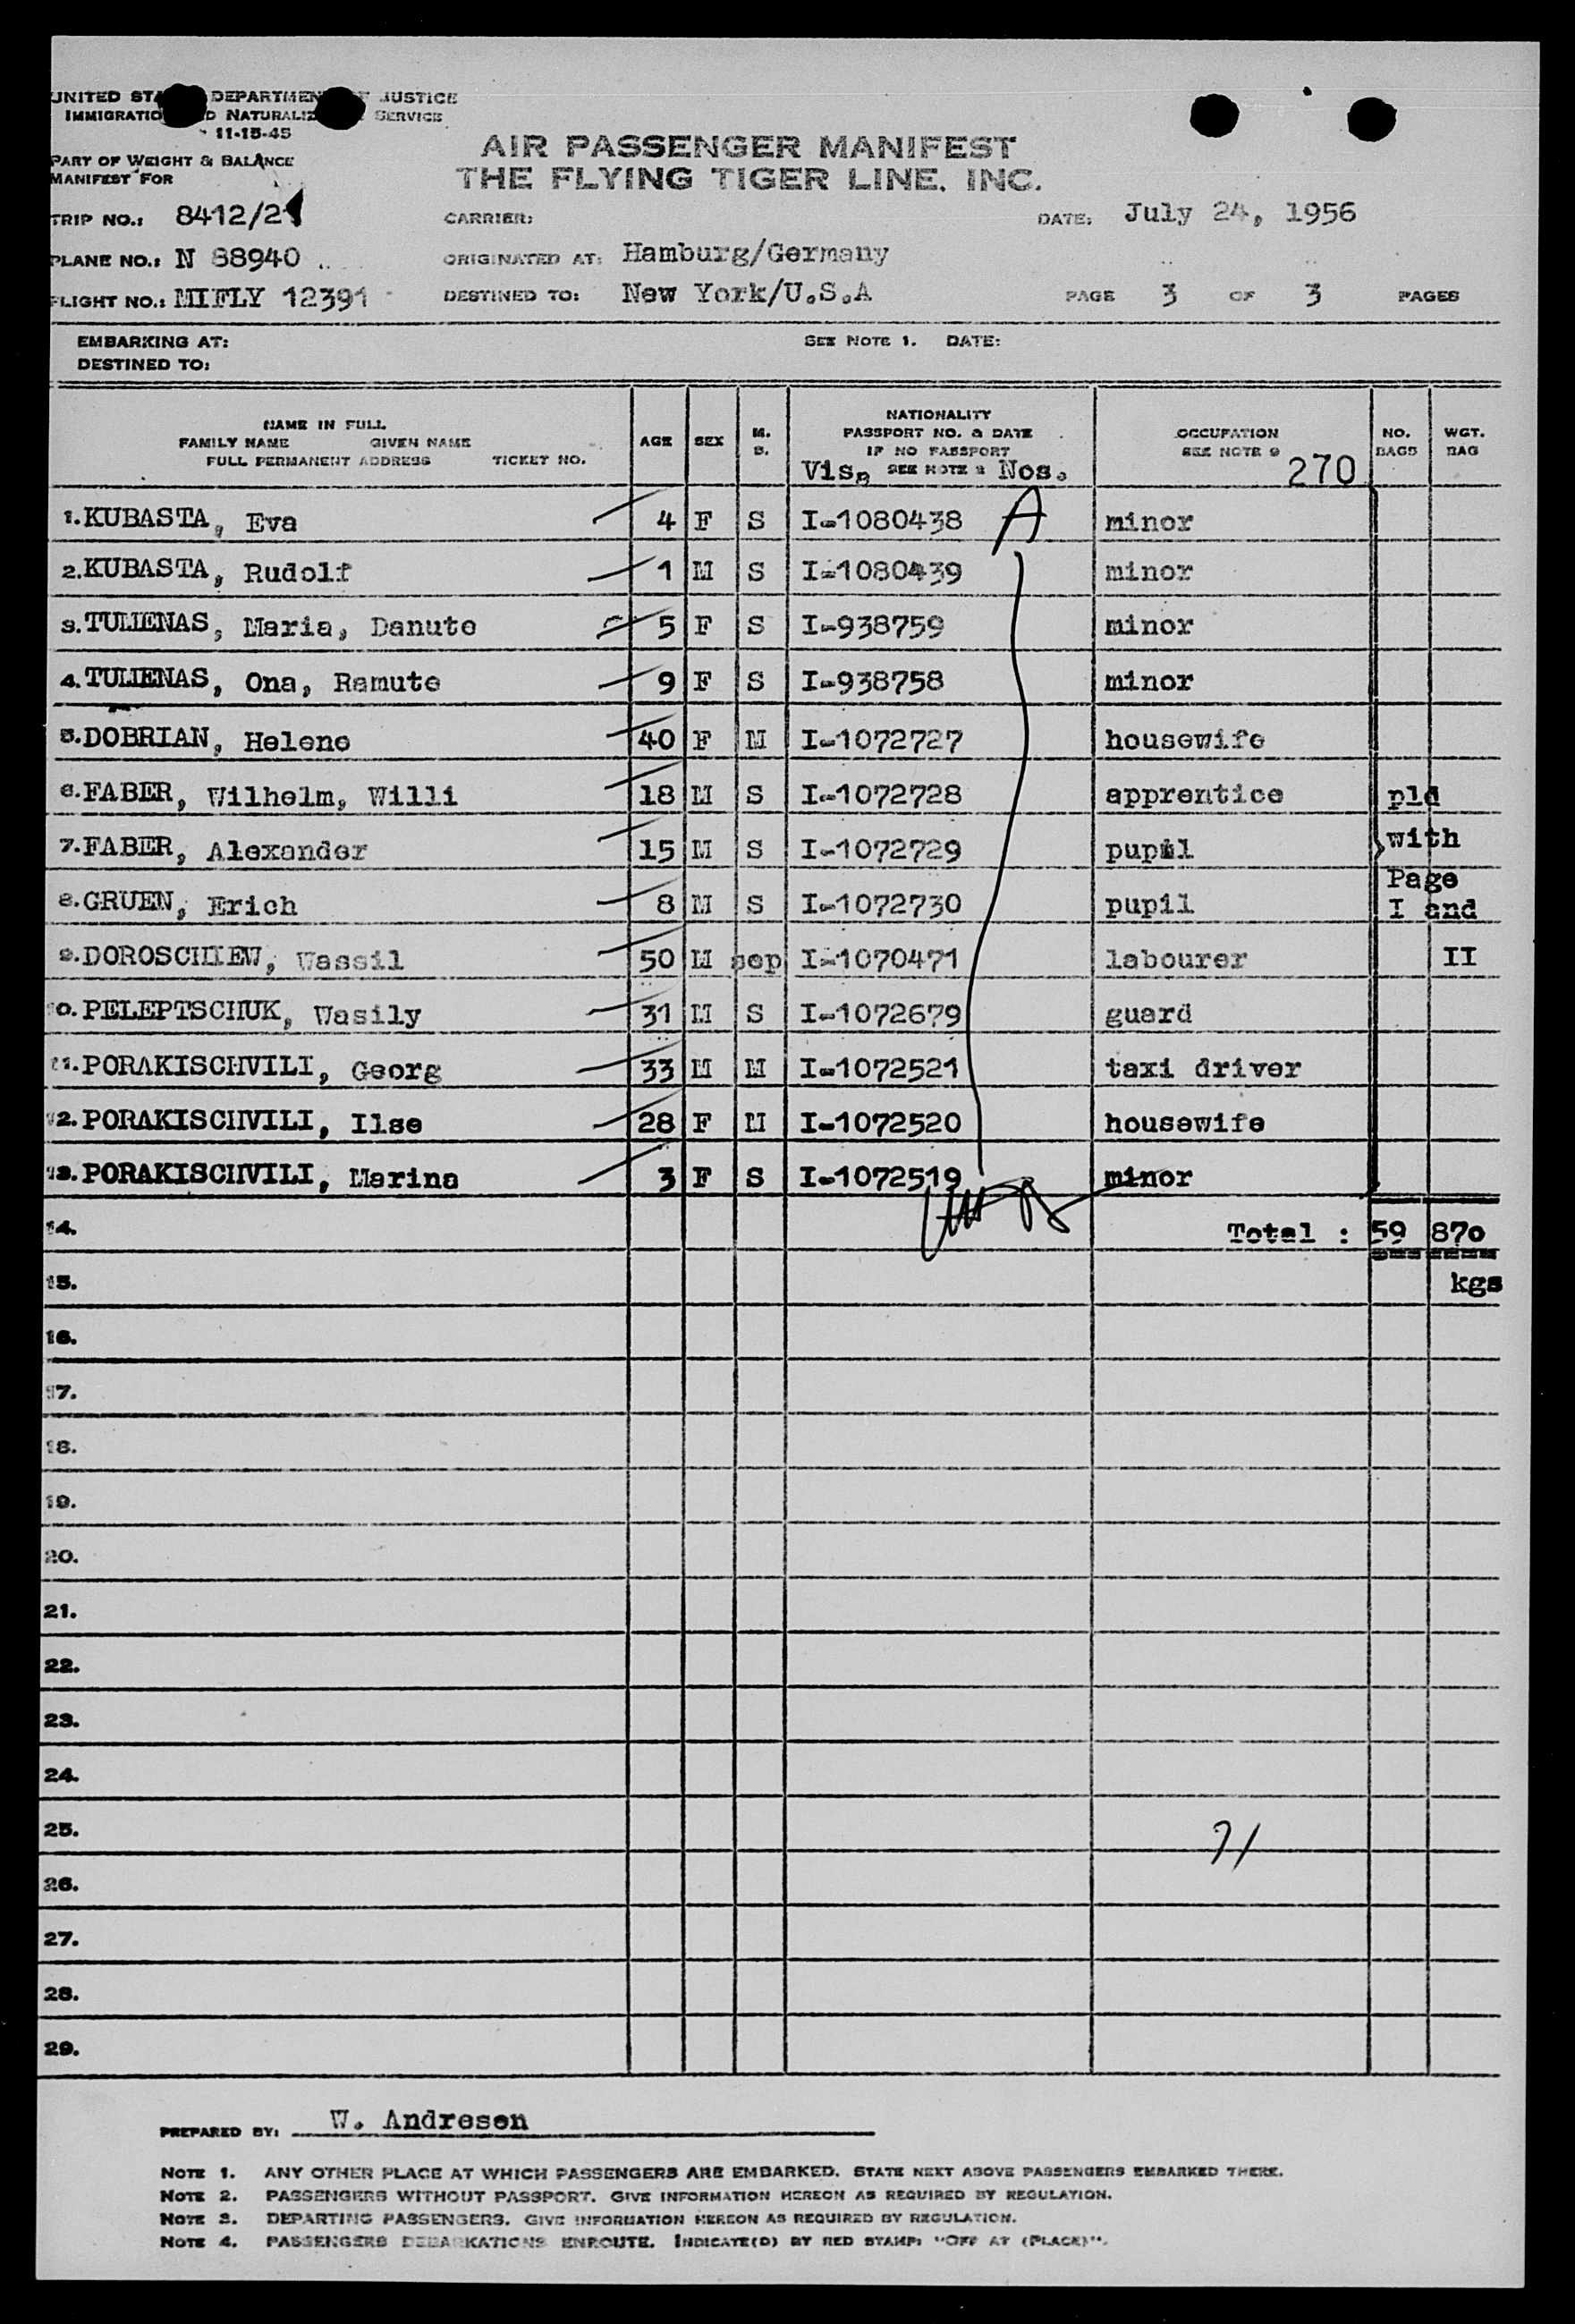 UNITED STA DEPARTMEN F JUSTICE
IMMIGRATIO D NATURALIZ SERVICE
11-15-45
PART OF WEIGHT & BALANCE
MANIFEST FOR
AIR PASSENGER MANIFEST
THE FLYING TIGER LINE, INC.
TRIP NO.: 8412/2 CARRIER: DATE: July 24, 1956
PLANE NO.: N 88940 ORIGINATED AT: Hamburg/Germany
FLIGHT NO.: MIFLY 12391 DESTINED TO: New York/U.S.A PAGE 3 OF 3 PAGES
EMBARKING AT: SEE NOTE 1. DATE:
DESTINED TO:
NAME IN FULL
FAMILY NAME GIVEN NAME
FULL PERMANENT ADDRESS TICKET NO.
AGE SEX M. S.
NATIONALITY
PASSPORT NO. & DATE
IF NO PASSPORT
Visa SEE NOTE 2 Nos.
OCCUPATION
SEE NOTE 9
270
NO. BAGS
WGT. BAG
1. KUBASTA, Eva 4 F S I-1080438 A minor
2. KUBASTA, Rudolf 1 M S I-1080439 minor
3. TULIENAS, Maria, Danute 5 F S I-938759 minor
4. TULIENAS, Ona, Ramute 9 F S I-938758 minor
5. DOBRIAN, Helene 40 F M I-1072727 housewife
6. FABER, Wilhelm, Willi 18 M S I-1072728 apprentice pld
7. FABER, Alexander 15 M S I-1072729 pupil with
Page
8. GRUEN, Erich 8 M S I-1072730 pupil I and
9. DOROSCHIEW, Wassil 50 M sep I-1070471 labourer II
10. PELEPTSCHUK, Wasily 31 M S I-1072679 guard
11. PORAKISCHVILI, Georg 33 M M I-1072521 taxi driver
12. PORAKISCHVILI, Ilse 28 F M I-1072520 housewife
13. PORAKISCHVILI, Marina 3 F S I-1072519 minor
14. Total : 59 870
15. kgs
16.
17.
18.
19.
20.
21.
22.
23.
24.
25.
26.
27.
28.
29.
PREPARED BY: W. Andresen
NOTE 1. ANY OTHER PLACE AT WHICH PASSENGERS ARE EMBARKED. STATE NEXT ABOVE PASSENGERS EMBARKED THERE.
NOTE 2. PASSENGERS WITHOUT PASSPORT. GIVE INFORMATION HEREON AS REQUIRED BY REGULATION.
NOTE 3. DEPARTING PASSENGERS. GIVE INFORMATION HEREON AS REQUIRED BY REGULATION.
NOTE 4. PASSENGERS DEBARKATIONS ENROUTE. INDICATE(D) BY RED STAMP: "OFF AT (PLACE)".